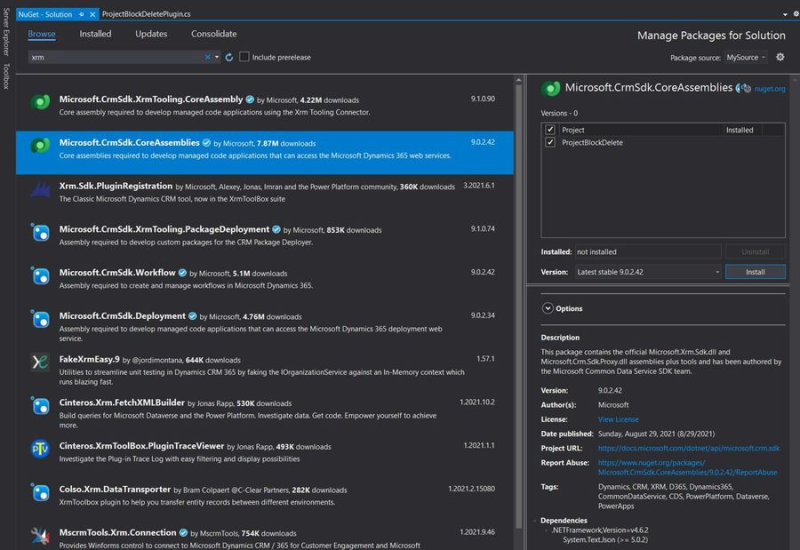 Server Explorer
Toolbox
NuGet - Solution
ProjectBlockDeletePlugin.cs
Browse
Installed
Updates
Consolidate
Manage Packages for Solution
xrm
Include prerelease
Package source:
MySource
Microsoft.CrmSdk.XrmTooling.CoreAssembly by Microsoft, 4.22M downloads
9.1.0.90
Core assembly required to develop managed code applications using the Xrm Tooling Connector.
Microsoft.CrmSdk.CoreAssemblies by Microsoft, 7.87M downloads
9.0.2.42
Core assemblies required to develop managed code applications that can access the Microsoft Dynamics 365 web services.
Xrm.Sdk.PluginRegistration by Microsoft, Alexey, Jonas, Imran and the Power Platform community, 360K downloads
3.2021.6.1
The Classic Microsoft Dynamics CRM tool, now in the XrmToolBox suite
Microsoft.CrmSdk.XrmTooling.PackageDeployment by Microsoft, 853K downloads
9.1.0.74
Assembly required to develop custom packages for the CRM Package Deployer.
Microsoft.CrmSdk.Workflow by Microsoft, 5.1M downloads
9.0.2.42
Assembly required to create and manage workflows in Microsoft Dynamics 365.
Microsoft.CrmSdk.Deployment by Microsoft, 4.76M downloads
9.0.2.34
Assembly required to develop managed code applications that can access the Microsoft Dynamics 365 deployment web
service.
FakeXrmEasy.9 by @jordimontana, 644K downloads
1.57.1
Utilities to streamline unit testing in Dynamics CRM 365 by faking the IOrganizationService against an In-Memory context which
runs blazing fast.
Cinteros.Xrm.FetchXMLBuilder by Jonas Rapp, 530K downloads
1.2021.10.2
Build queries for Microsoft Dataverse and the Power Platform. Investigate data. Get code. Empower yourself to achieve
more.
PTV
Cinteros.XrmToolBox.PluginTraceViewer by Jonas Rapp, 493K downloads
1.2021.1.1
Investigate the Plug-in Trace Log with easy filtering and display possibilities
Colso.Xrm.DataTransporter by Bram Colpaert @C-Clear Partners, 282K downloads
1.2021.2.15080
XrmToolbox plugin to help you transfer entity records between different environments.
MscrmTools.Xrm.Connection by MscrmTools, 754K downloads
1.2021.9.46
Provides Winforms control to connect to Microsoft Dynamics CRM / 365 for Customer Engagement and Microsoft
Microsoft.CrmSdk.CoreAssemblies
nuget.org
Versions - 0
Project
Installed
ProjectBlockDelete
Installed:
not installed
Uninstall
Version:
Latest stable 9.0.2.42
Install
Options
Description
This package contains the official Microsoft.Xrm.Sdk.dll and
Microsoft.Crm.Sdk.Proxy.dll assemblies plus tools and has been authored by
the Microsoft Common Data Service SDK team.
Version: 9.0.2.42
Author(s): Microsoft
License: View License
Date published: Sunday, August 29, 2021 (8/29/2021)
Project URL: https://docs.microsoft.com/dotnet/api/microsoft.crm.sdk
Report Abuse: https://www.nuget.org/packages/
Microsoft.CrmSdk.CoreAssemblies/9.0.2.42/ReportAbuse
Tags: Dynamics, CRM, XRM, D365, Dynamics365,
CommonDataService, CDS, PowerPlatform, Dataverse,
PowerApps
Dependencies
.NETFramework,Version=v4.6.2
System.Text.Json (>= 5.0.2)